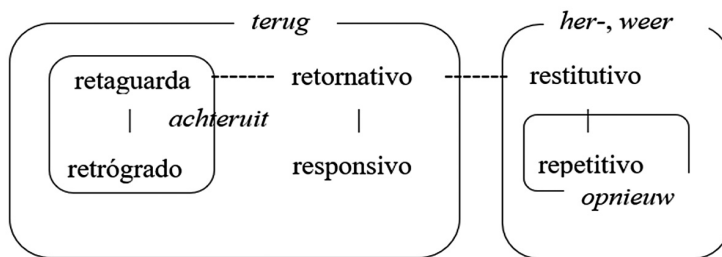 terug her-, weer
retaguarda retornativo restitutivo
achteruit
retrógrado responsivo repetitivo
opnieuw